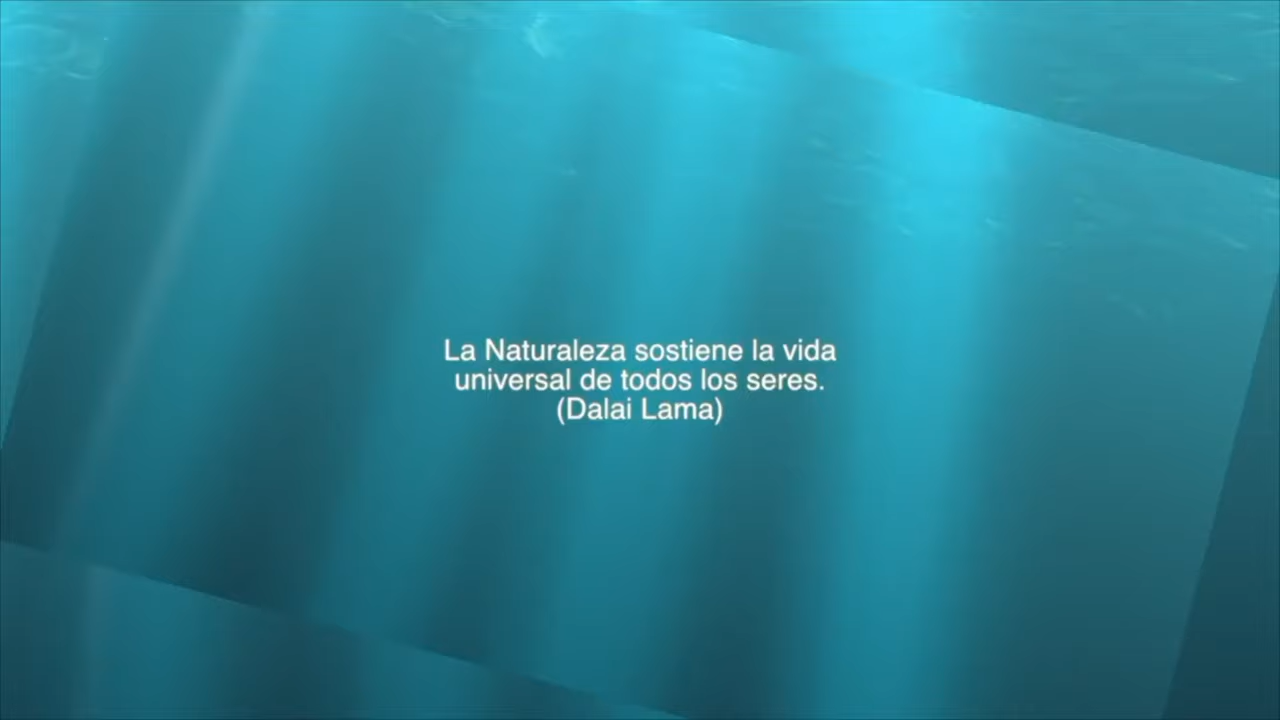 La Naturaleza sostiene la vida
universal de todos los seres.
(Dalai Lama)